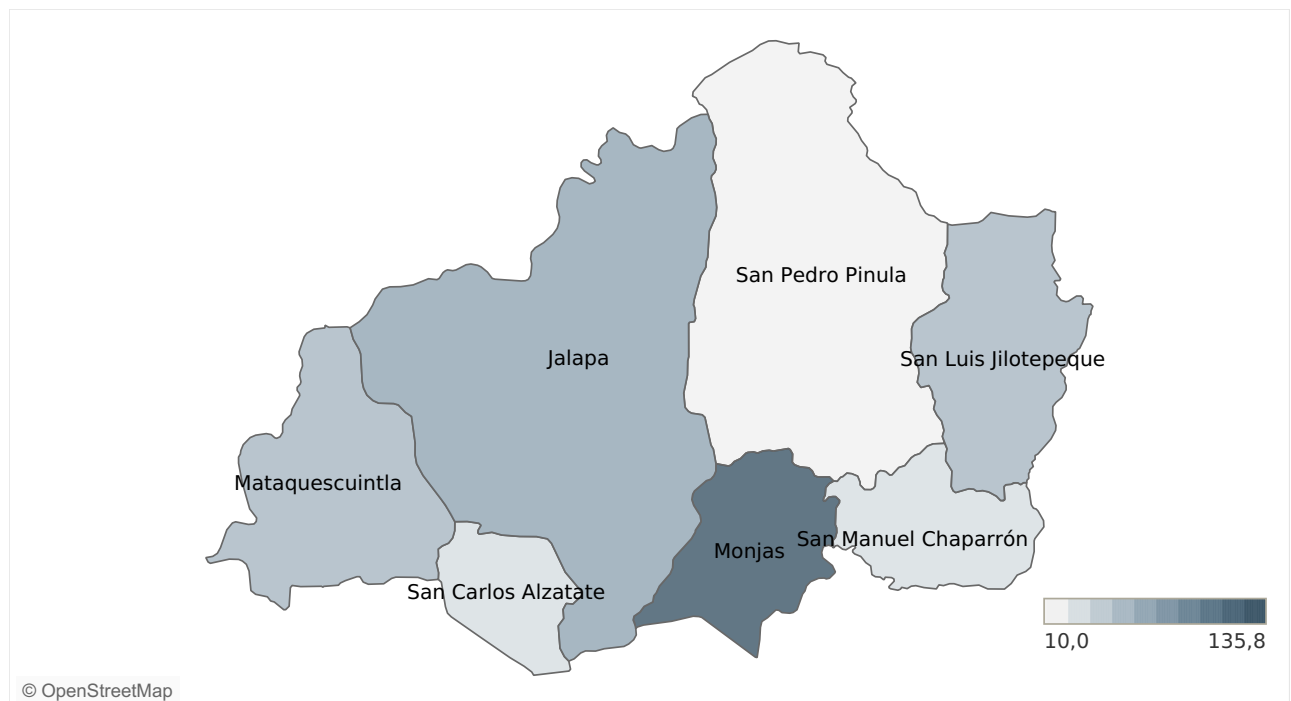 San Pedro Pinula
Jalapa
San Luis Jilotepeque
Mataquescuintla
San Manuel Chaparrón
Monjas
San Carlos Alzatate
10,0
135,8
© OpenStreetMap